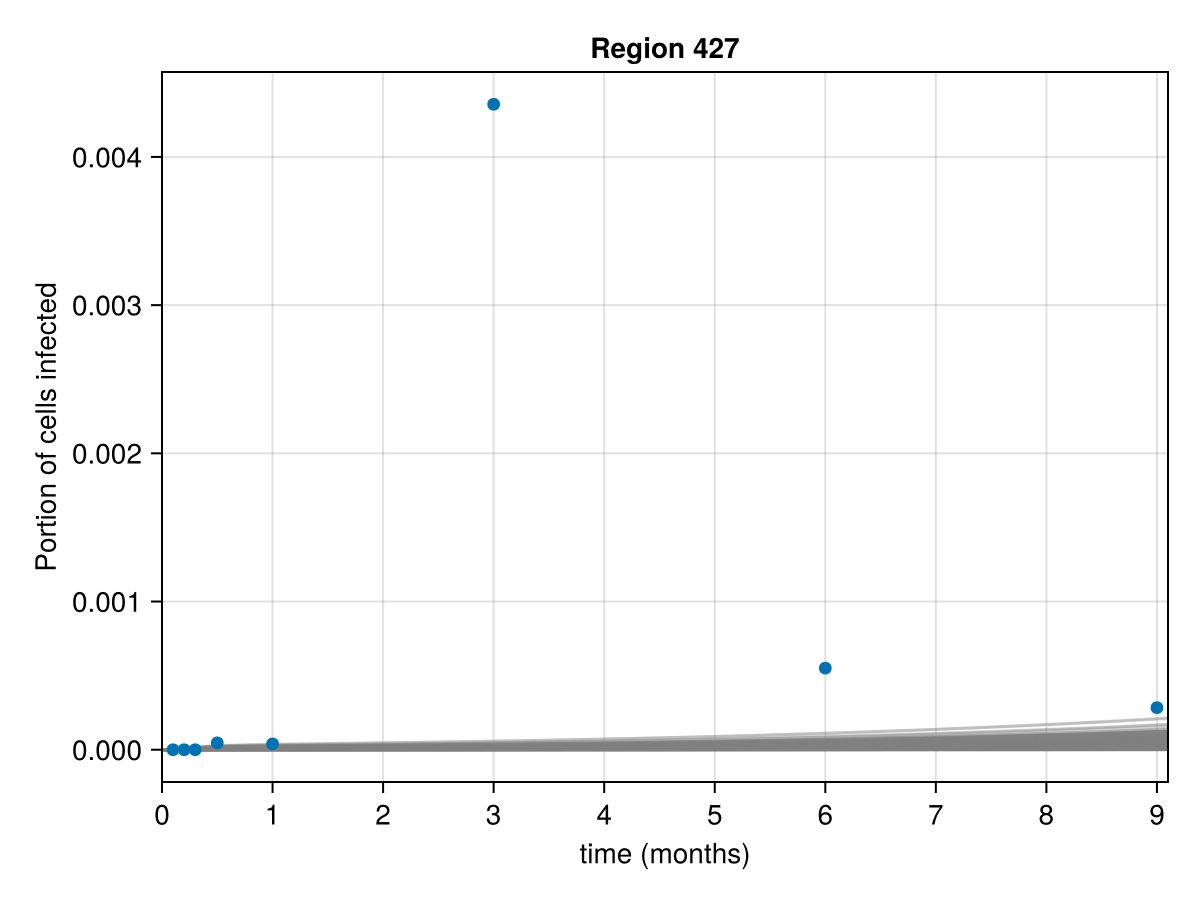 Region 427
Portion of cells infected
0.004
0.003
0.002
0.001
0.000
0 1 2 3 4 5 6 7 8 9
time (months)